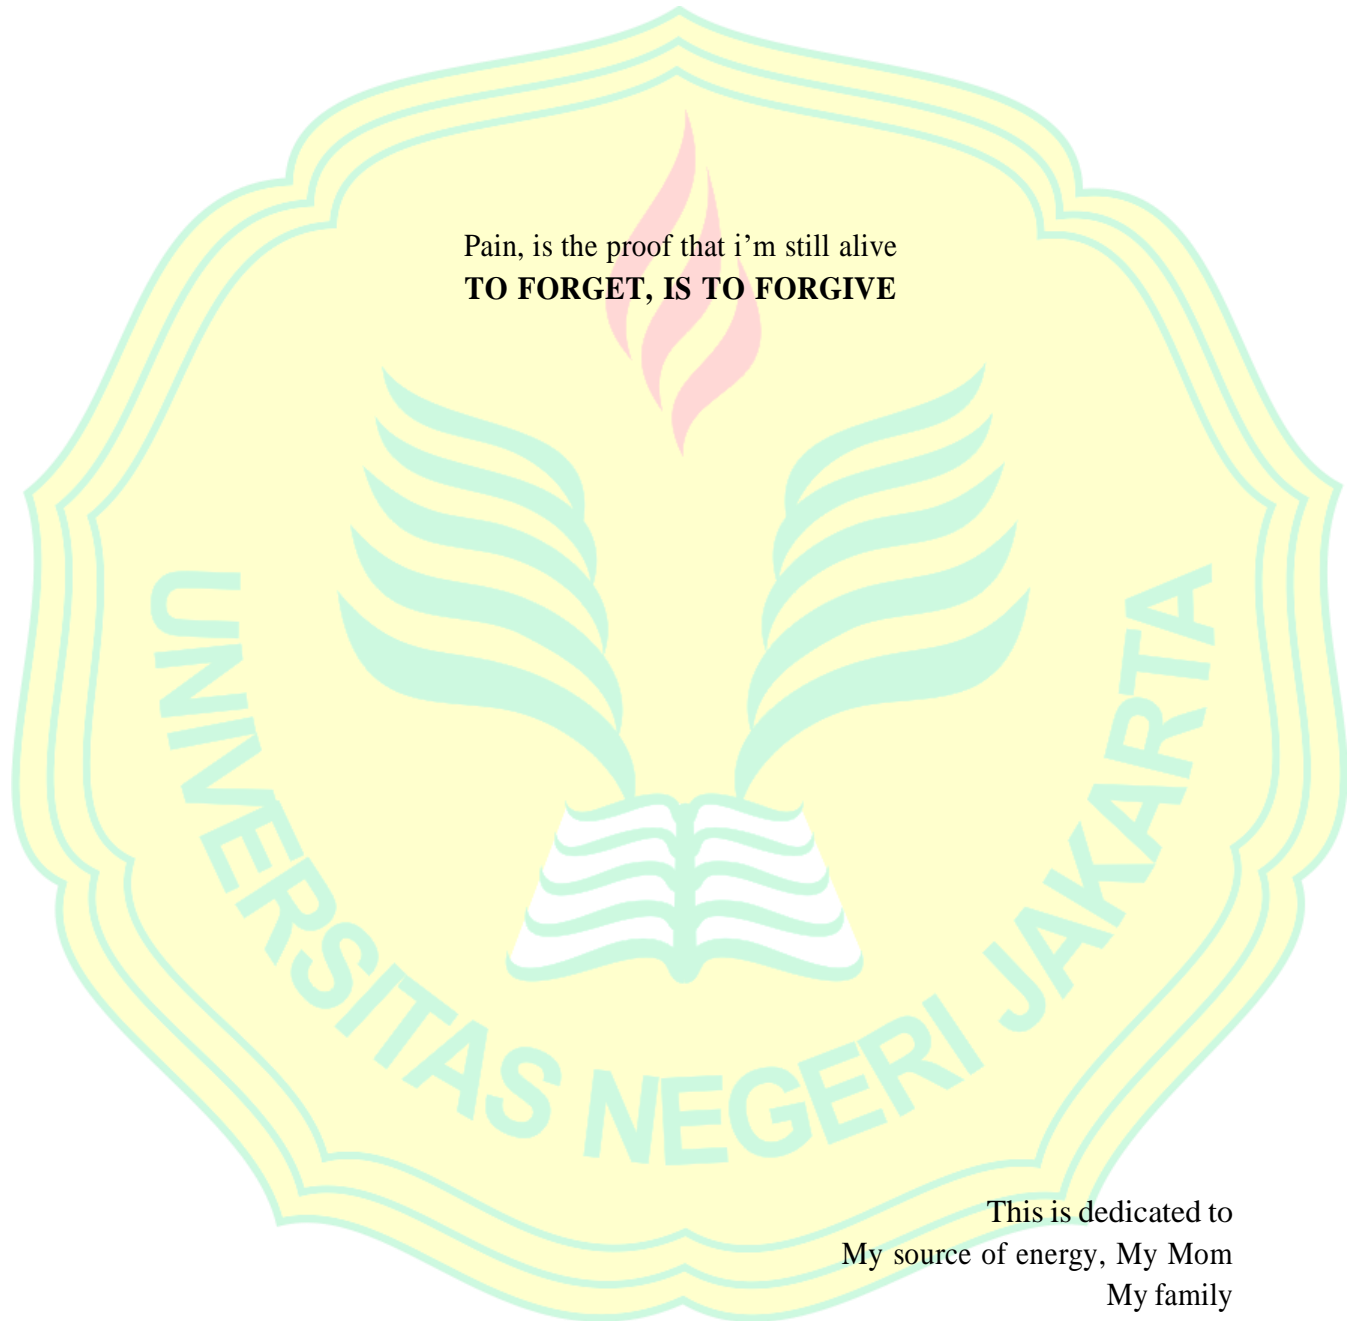 Pain, is the proof that i’m still alive
TO FORGET, IS TO FORGIVE
UNIVERSITAS NEGERI JAKARTA
This is dedicated to
My source of energy, My Mom
My family